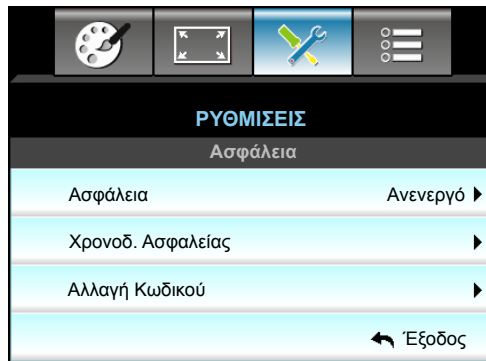 ΡΥΘΜΙΣΕΙΣ
Ασφάλεια
Ασφάλεια Ανενεργό
Χρονοδ. Ασφαλείας
Αλλαγή Κωδικού
Έξοδος